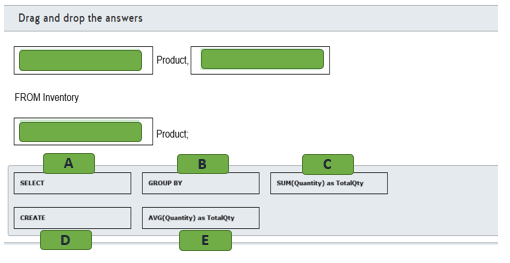 Drag and drop the answers
Product,
FROM Inventory
Product;
A B C
SELECT GROUP BY SUM(Quantity) as TotalQty
CREATE AVG(Quantity) as TotalQty
D E